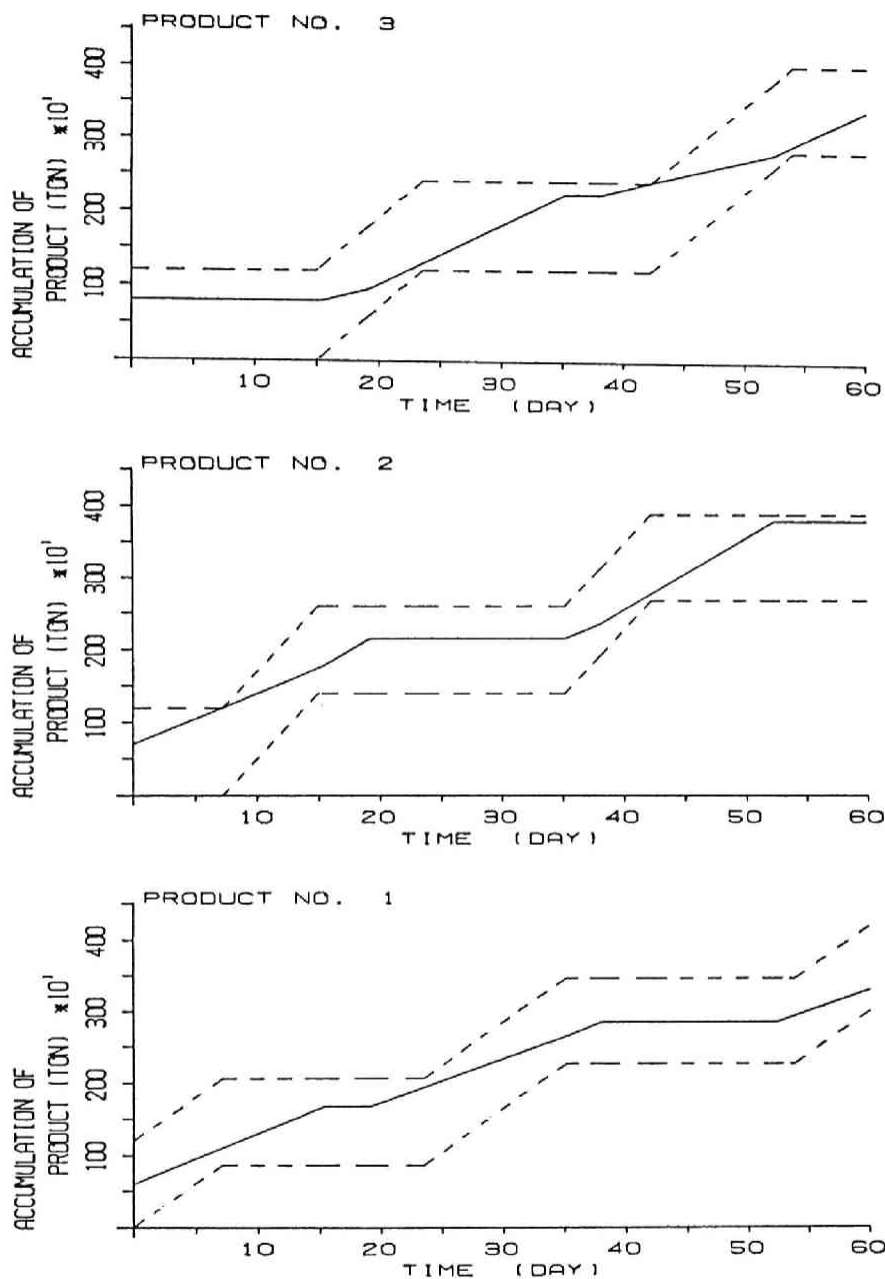 PRODUCT NO. 3
ACCUMULATION OF
PRODUCT (TON) ×10¹
400
300
200
100
10 20 30 40 50 60
TIME (DAY)
PRODUCT NO. 2
ACCUMULATION OF
PRODUCT (TON) ×10¹
400
300
200
100
10 20 30 40 50 60
TIME (DAY)
PRODUCT NO. 1
ACCUMULATION OF
PRODUCT (TON) ×10¹
400
300
200
100
10 20 30 40 50 60
TIME (DAY)